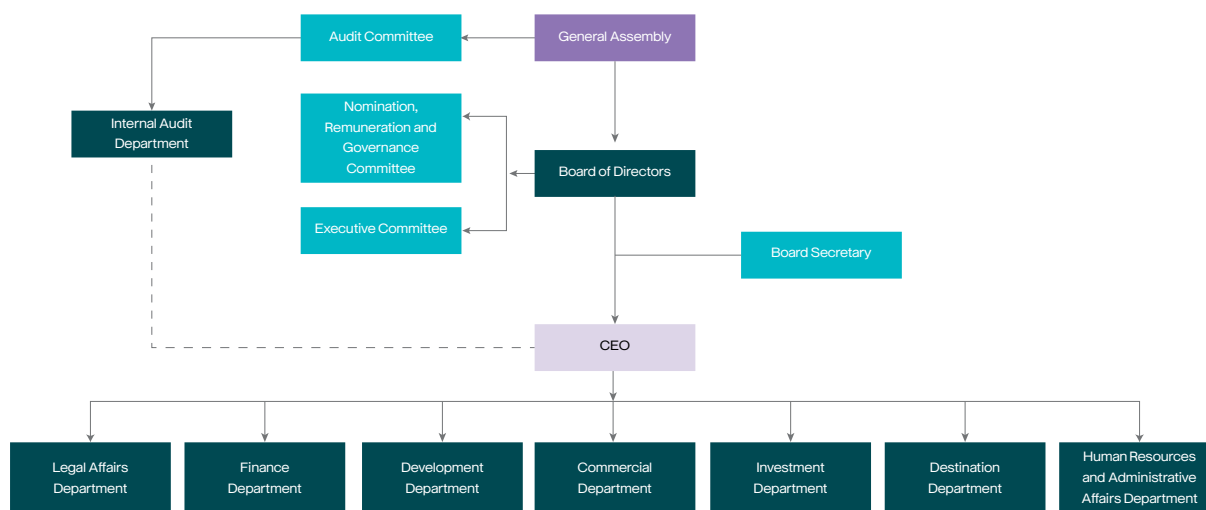 Audit Committee
General Assembly
Internal Audit
Department
Nomination,
Remuneration and
Governance
Committee
Board of Directors
Executive Committee
Board Secretary
CEO
Legal Affairs
Department
Finance
Department
Development
Department
Commercial
Department
Investment
Department
Destination
Department
Human Resources
and Administrative
Affairs Department